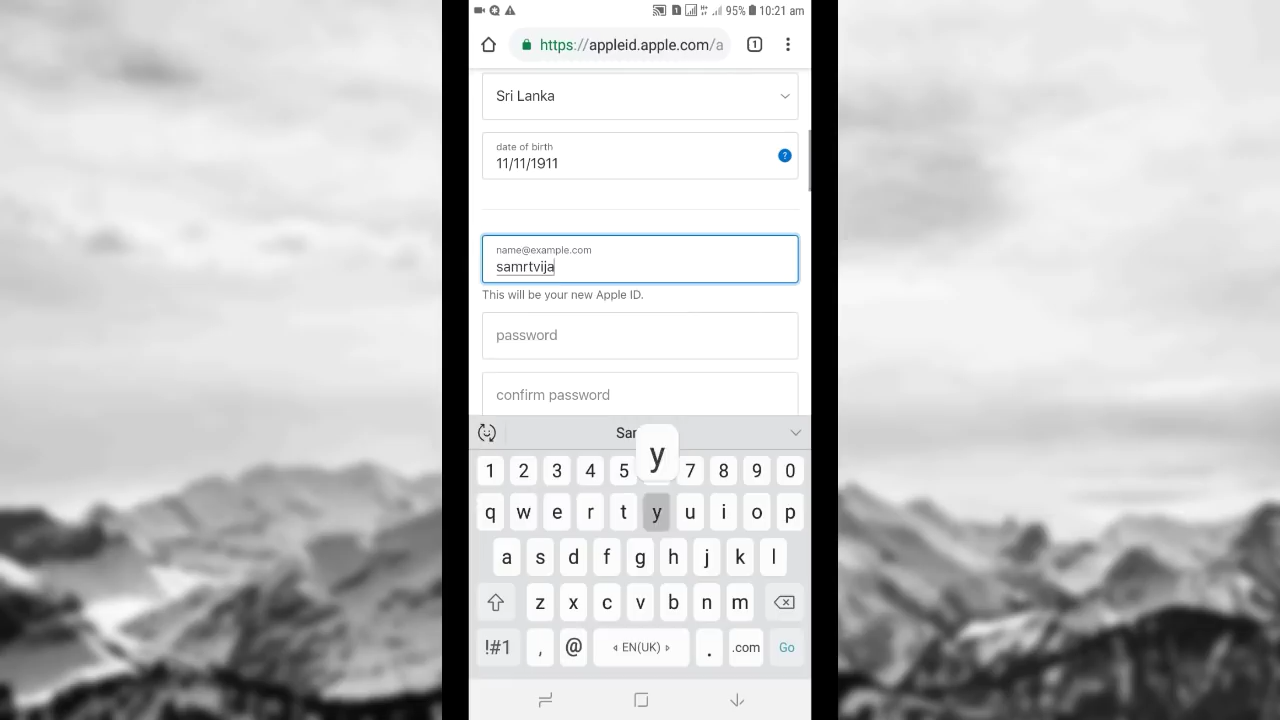 95% 10:21 am
https://appleid.apple.com/a
1
Sri Lanka
date of birth
11/11/1911
?
name@example.com
samrtvija
This will be your new Apple ID.
password
confirm password
Sam
y
1 2 3 4 5 7 8 9 0
q w e r t y u i o p
a s d f g h j k l
z x c v b n m
!#1 , @ EN(UK) . .com Go